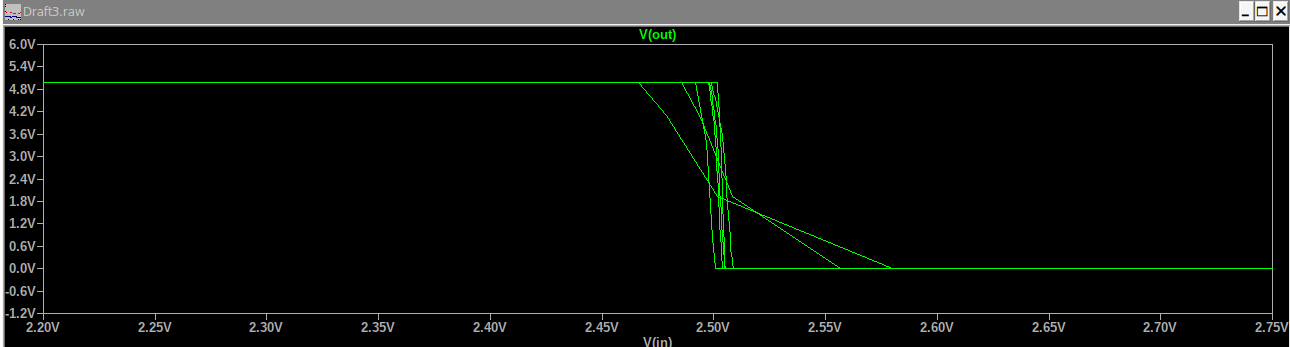 Draft3.raw
V(out)
6.0V
5.4V
4.8V
4.2V
3.6V
3.0V
2.4V
1.8V
1.2V
0.6V
0.0V
-0.6V
-1.2V
2.20V 2.25V 2.30V 2.35V 2.40V 2.45V 2.50V 2.55V 2.60V 2.65V 2.70V 2.75V
V(in)